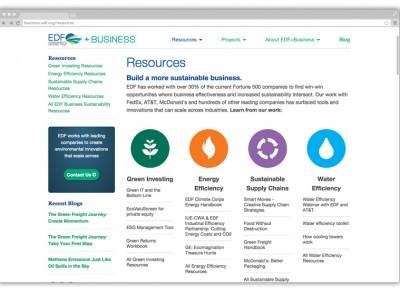 business.edf.org/resources
EDF + BUSINESS
Resources
Projects
About EDF+Business
Blog
Resources
Green Investing Resources
Energy Efficiency Resources
Sustainable Supply Chains
Resources
Water Efficiency Resources
All EDF Business Sustainability
Resources
EDF works with leading
companies to create
environmental innovations
that scale across
Contact Us
Recent Blogs
The Green Freight Journey:
Create Momentum
The Green Freight Journey:
Take Your First Step
Methane Emissions Just Like
Oil Spills in the Sky
Resources
Build a more sustainable business.
EDF has worked with over 30% of the current Fortune 500 companies to find win-win
opportunities where business effectiveness and increased sustainability intersect. Our work with
FedEx, AT&T, McDonald's and hundreds of other leading companies has surfaced tools and
innovations that can scale across industries. Learn from our work:
Green Investing
Green IT and the
Bottom Line
EcoValuScreen for
private equity
ESG Management Tool
Green Returns
Workbook
All Green Investing
Resources
Energy
Efficiency
EDF Climate Corps
Energy Handbook
IUE-CWA & EDF
Industrial Efficiency
Partnership: Cutting
Energy Costs and CO2
GE: Ecomagination
Treasure Hunts
All Energy Efficiency
Resources
Sustainable
Supply Chains
Smart Moves -
Creative Supply Chain
Strategies
Food Without
Destruction
Green Freight
Handbook
McDonald's: Better
Packaging
All Sustainable Supply
Water
Efficiency
Water Efficiency
Webinar with EDF and
AT&T
Water efficiency toolkit
How cooling towers
work
All Water Efficiency
Resources